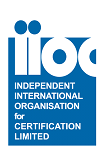 iioc
INDEPENDENT
INTERNATIONAL
ORGANISATION
for
CERTIFICATION
LIMITED